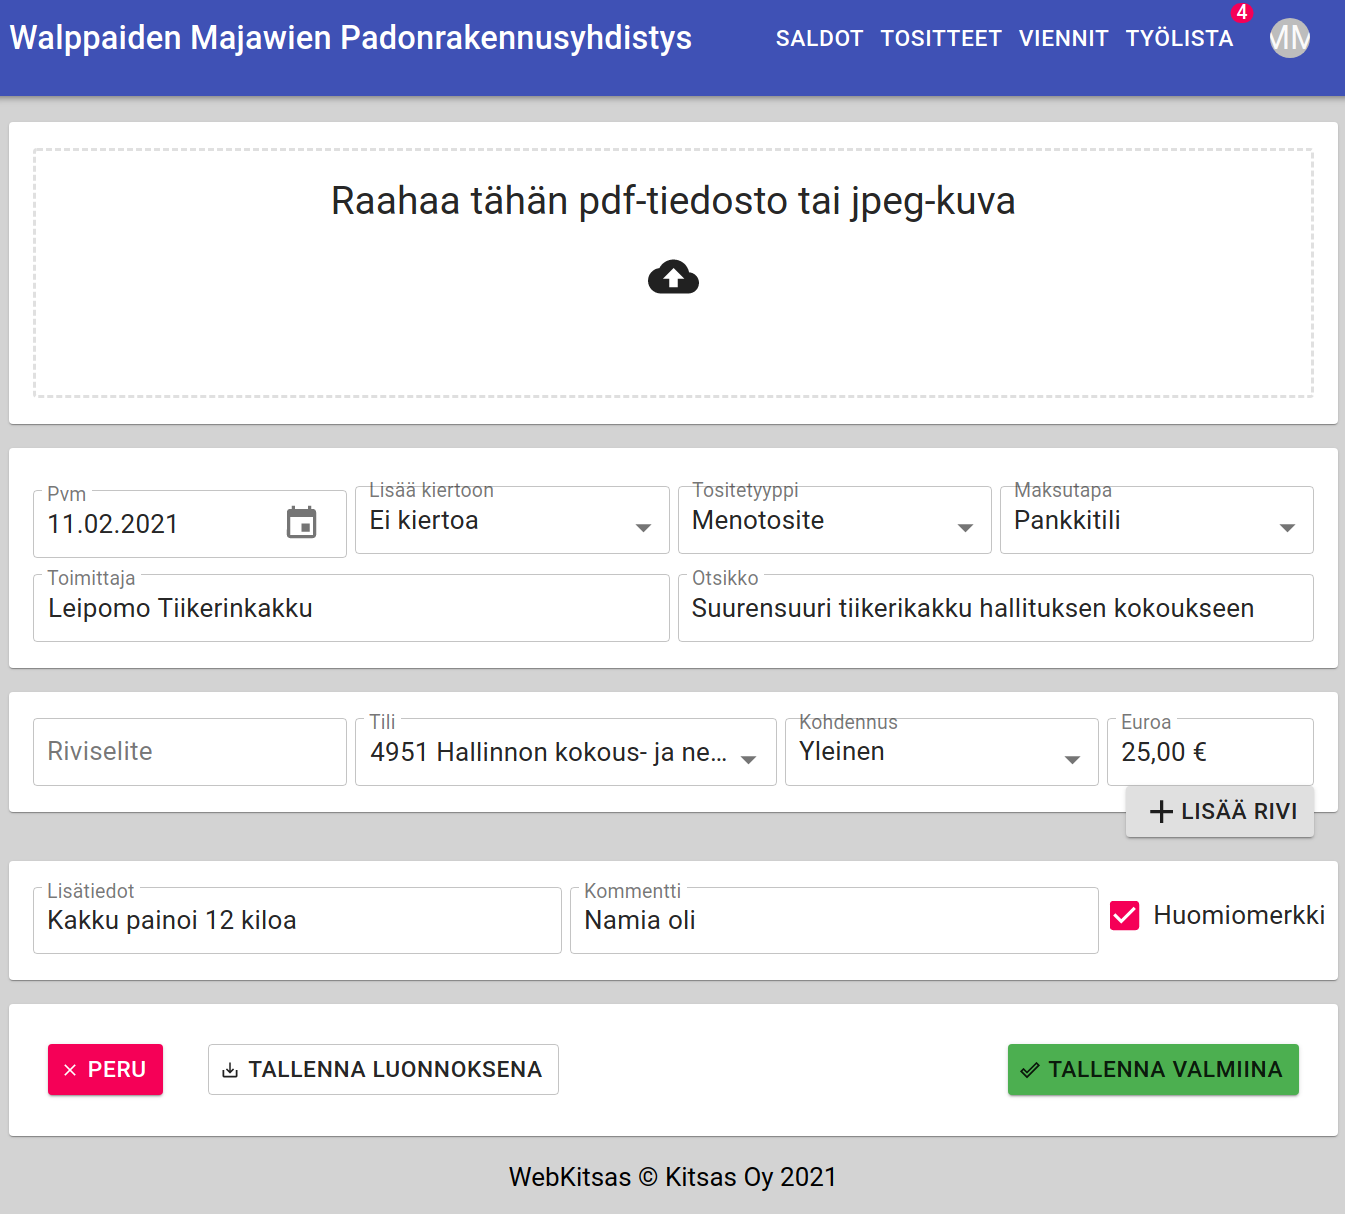 Walppaiden Majawien Padonrakennusyhdistys
SALDOT TOSITTEET VIENNIT TYÖLISTA 4 MM
Raahaa tähän pdf-tiedosto tai jpeg-kuva
Pvm Lisää kiertoon Tositetyyppi Maksutapa
11.02.2021 Ei kiertoa Menotosite Pankkitili
Toimittaja Otsikko
Leipomo Tiikerinkakku Suurensuuri tiikerikakku hallituksen kokoukseen
Tili Kohdennus Euroa
Riviselite 4951 Hallinnon kokous- ja ne... Yleinen 25,00 €
LISÄÄ RIVI
Lisätiedot Kommentti
Kakku painoi 12 kiloa Namia oli Huomiomerkki
PERU TALLENNA LUONNOKSENA TALLENNA VALMIINA
WebKitsas © Kitsas Oy 2021